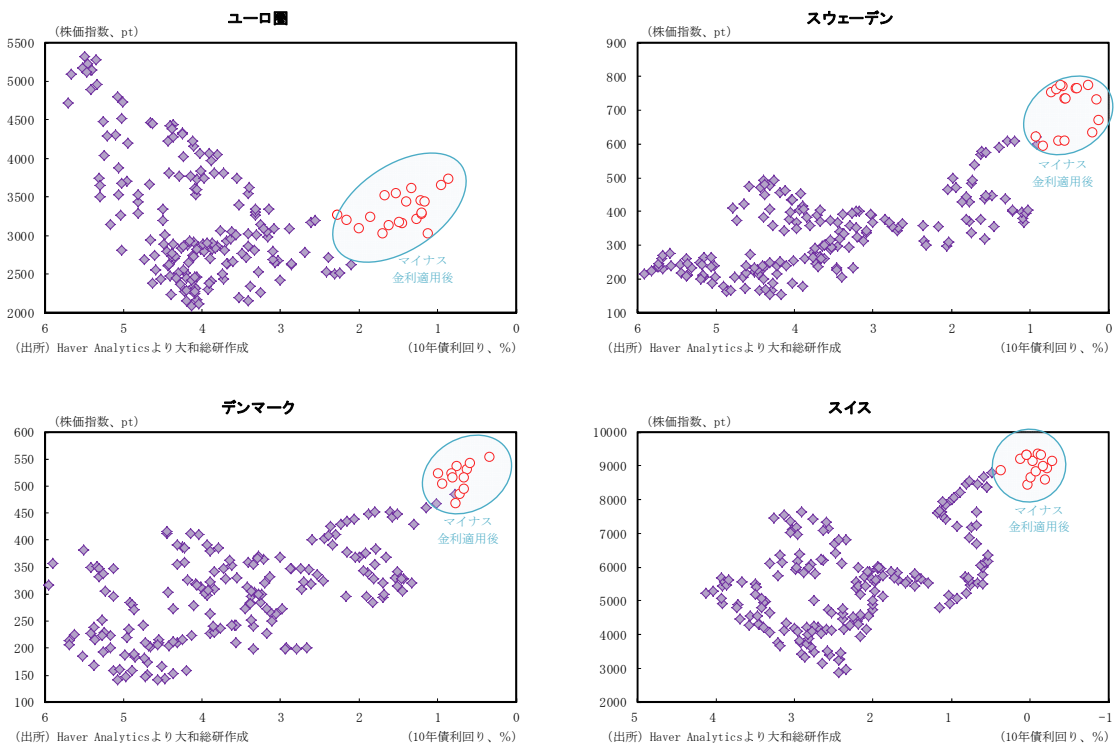 ユーロ圏
(株価指数、pt)
5500
5000
4500
4000
3500
3000
2500
2000
マイナス
金利適用後
6 5 4 3 2 1 0
(出所) Haver Analyticsより大和総研作成 (10年債利回り、%)
スウェーデン
(株価指数、pt)
900
800
700
600
500
400
300
200
100
マイナス
金利適用後
6 5 4 3 2 1 0
(出所) Haver Analyticsより大和総研作成 (10年債利回り、%)
デンマーク
(株価指数、pt)
600
550
500
450
400
350
300
250
200
150
100
マイナス
金利適用後
6 5 4 3 2 1 0
(出所) Haver Analyticsより大和総研作成 (10年債利回り、%)
スイス
(株価指数、pt)
10000
9000
8000
7000
6000
5000
4000
3000
2000
マイナス
金利適用後
5 4 3 2 1 0 -1
(出所) Haver Analyticsより大和総研作成 (10年債利回り、%)